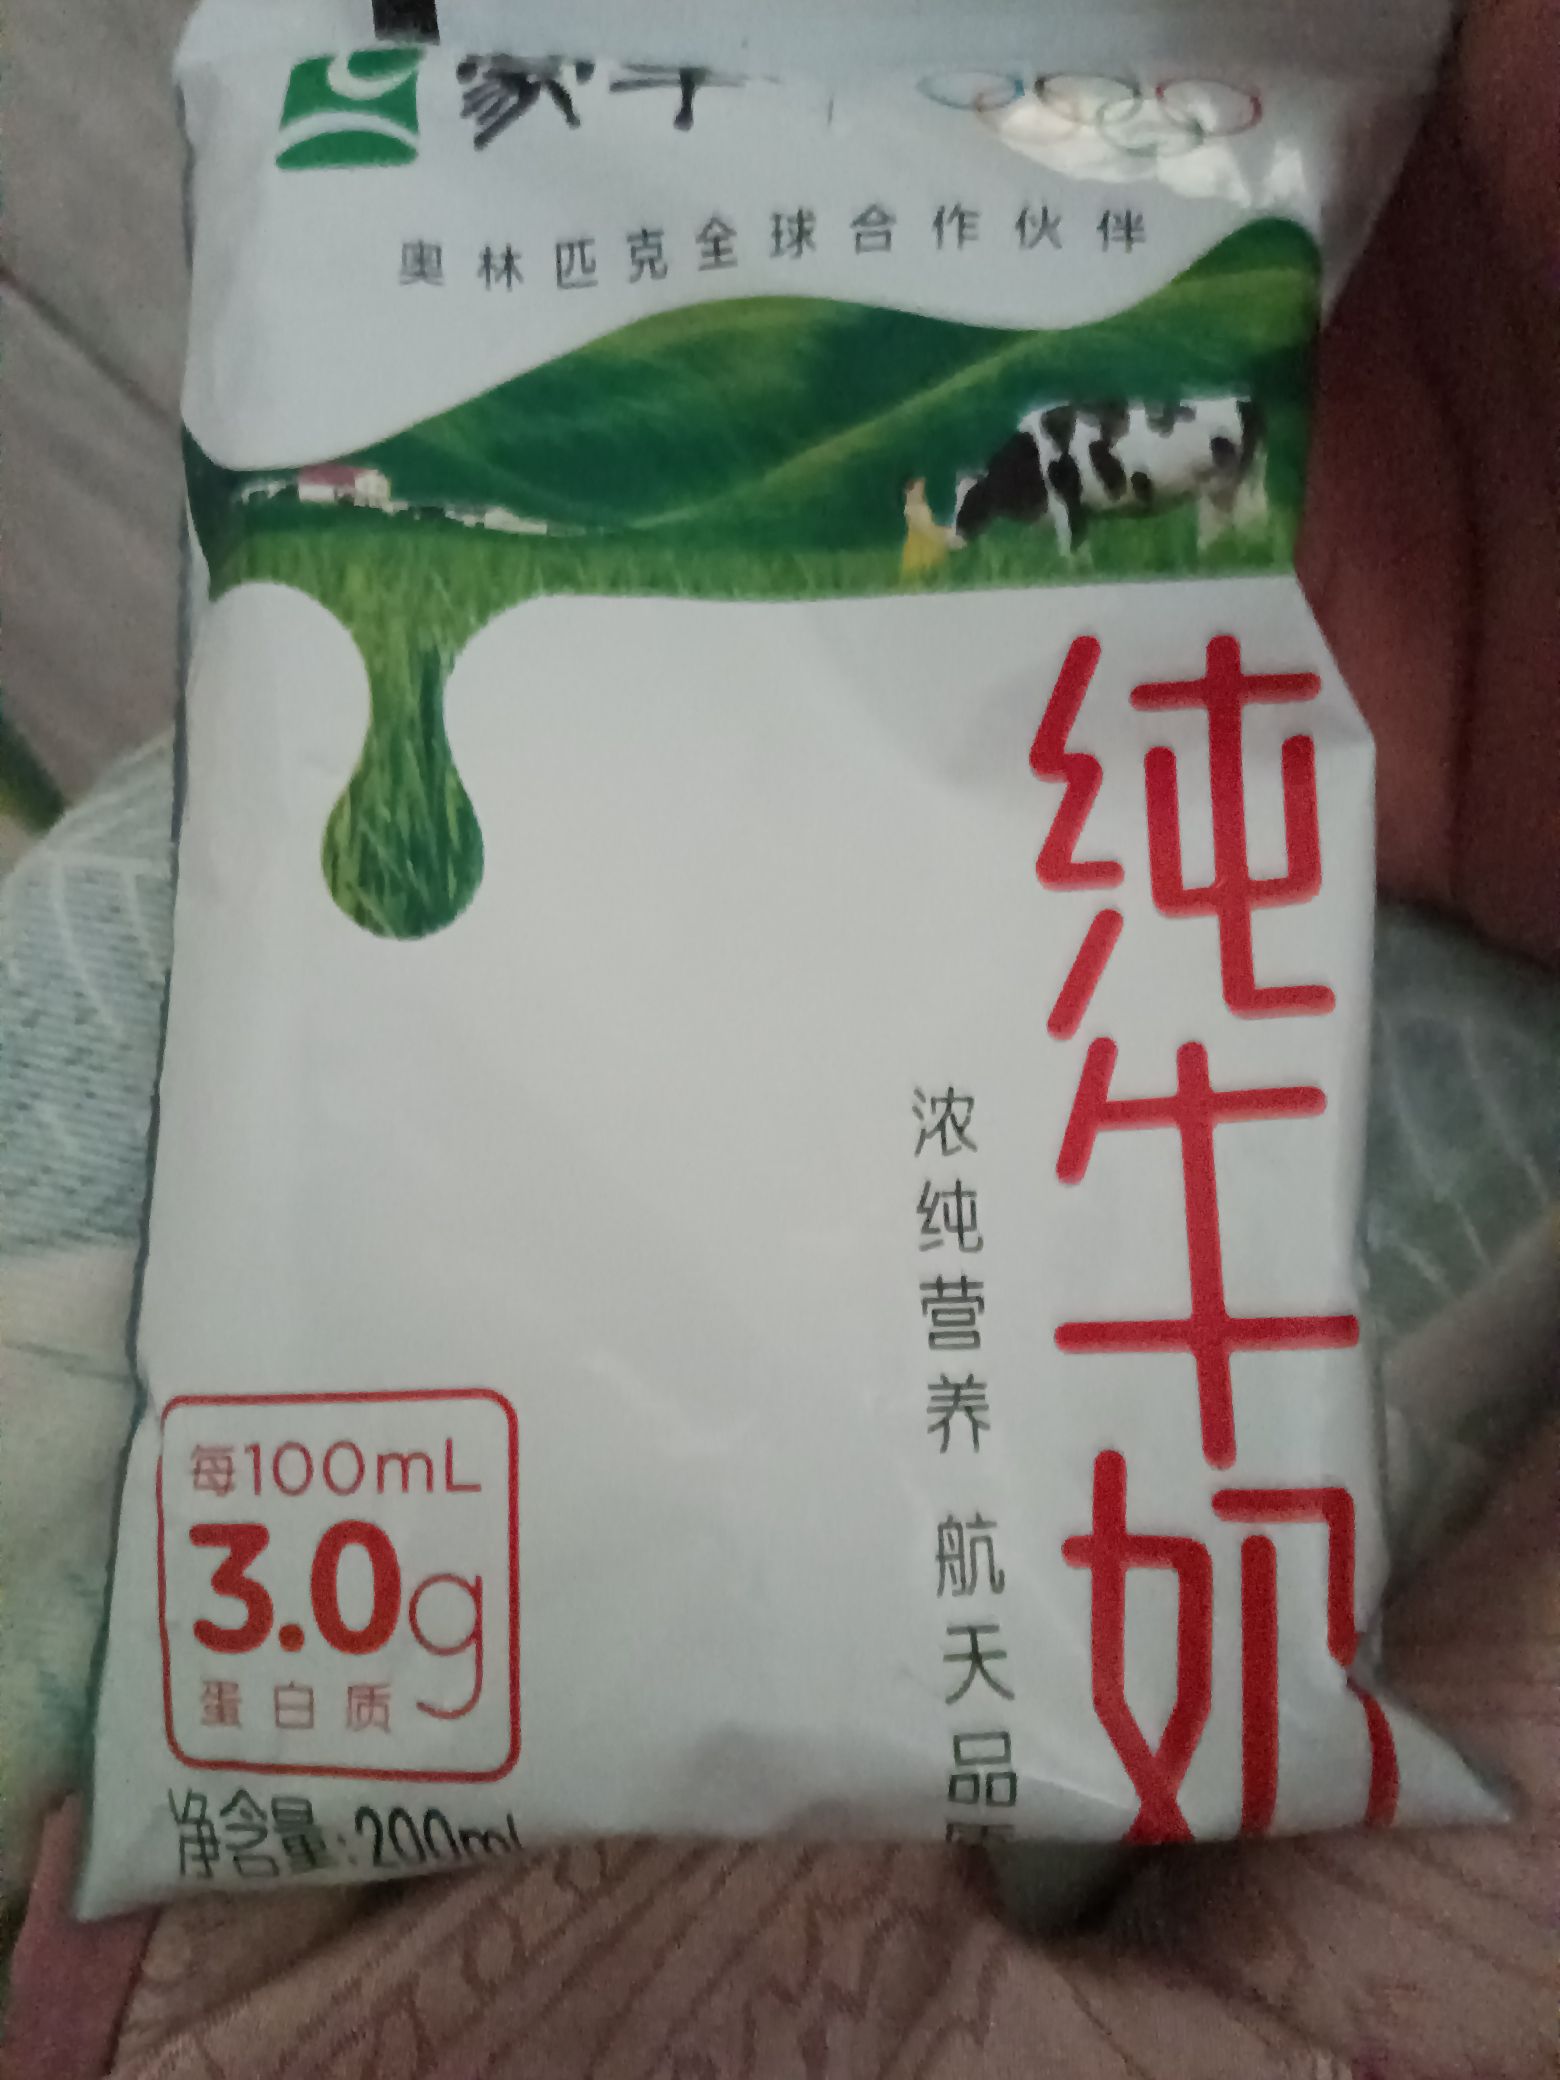 蒙牛
奥林匹克全球合作伙伴
纯牛奶
浓纯营养 航天品质
每100mL
3.0g
蛋白质
净含量:200ml